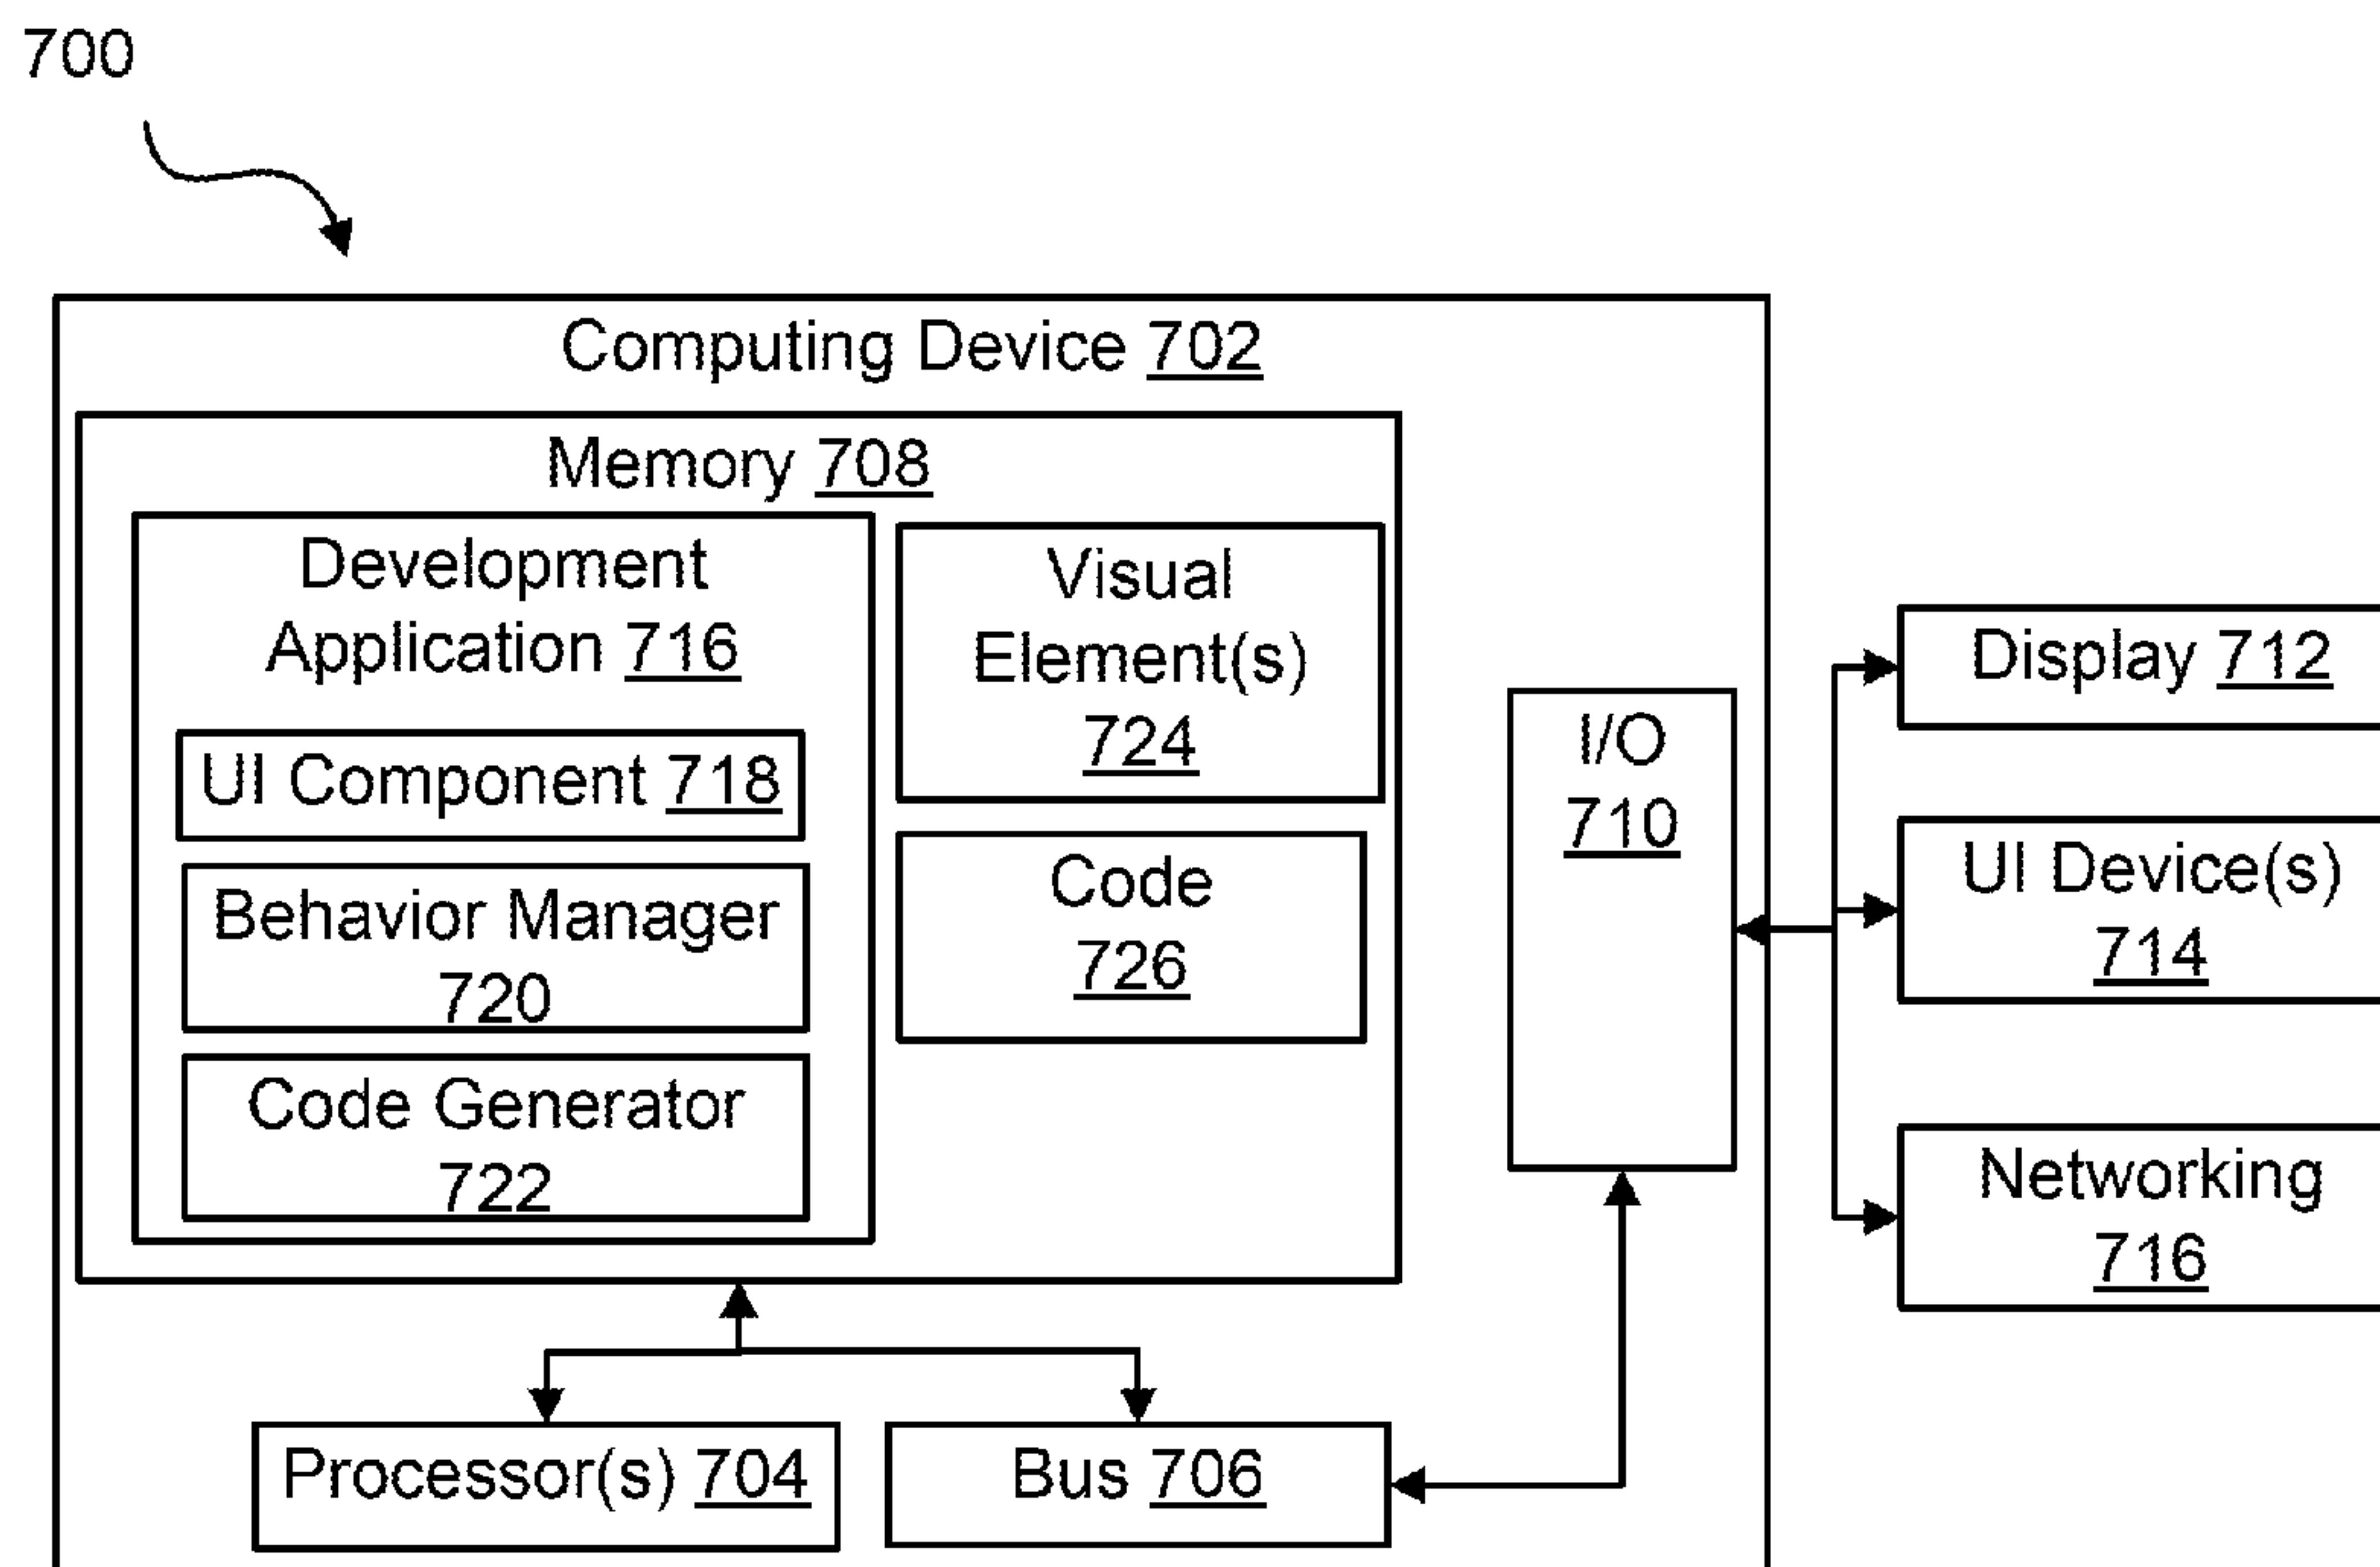 700
Computing Device 702
Memory 708
Development
Application 716
UI Component 718
Behavior Manager
720
Code Generator
722
Visual
Element(s)
724
Code
726
I/O
710
Display 712
UI Device(s)
714
Networking
716
Processor(s) 704
Bus 706